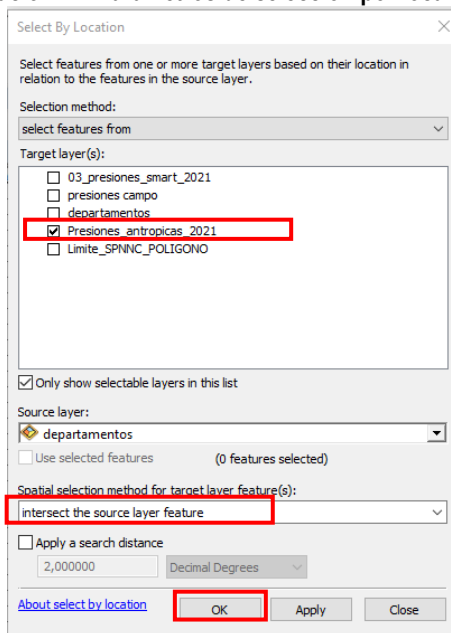 Select By Location
Select features from one or more target layers based on their location in
relation to the features in the source layer.
Selection method:
select features from
Target layer(s):
03_presiones_smart_2021
presiones campo
departamentos
Presiones_antropicas_2021
Limite_SPNNC_POLIGONO
Only show selectable layers in this list
Source layer:
departamentos
Use selected features (0 features selected)
Spatial selection method for target layer feature(s):
intersect the source layer feature
Apply a search distance
2,000000 Decimal Degrees
About select by location OK Apply Close